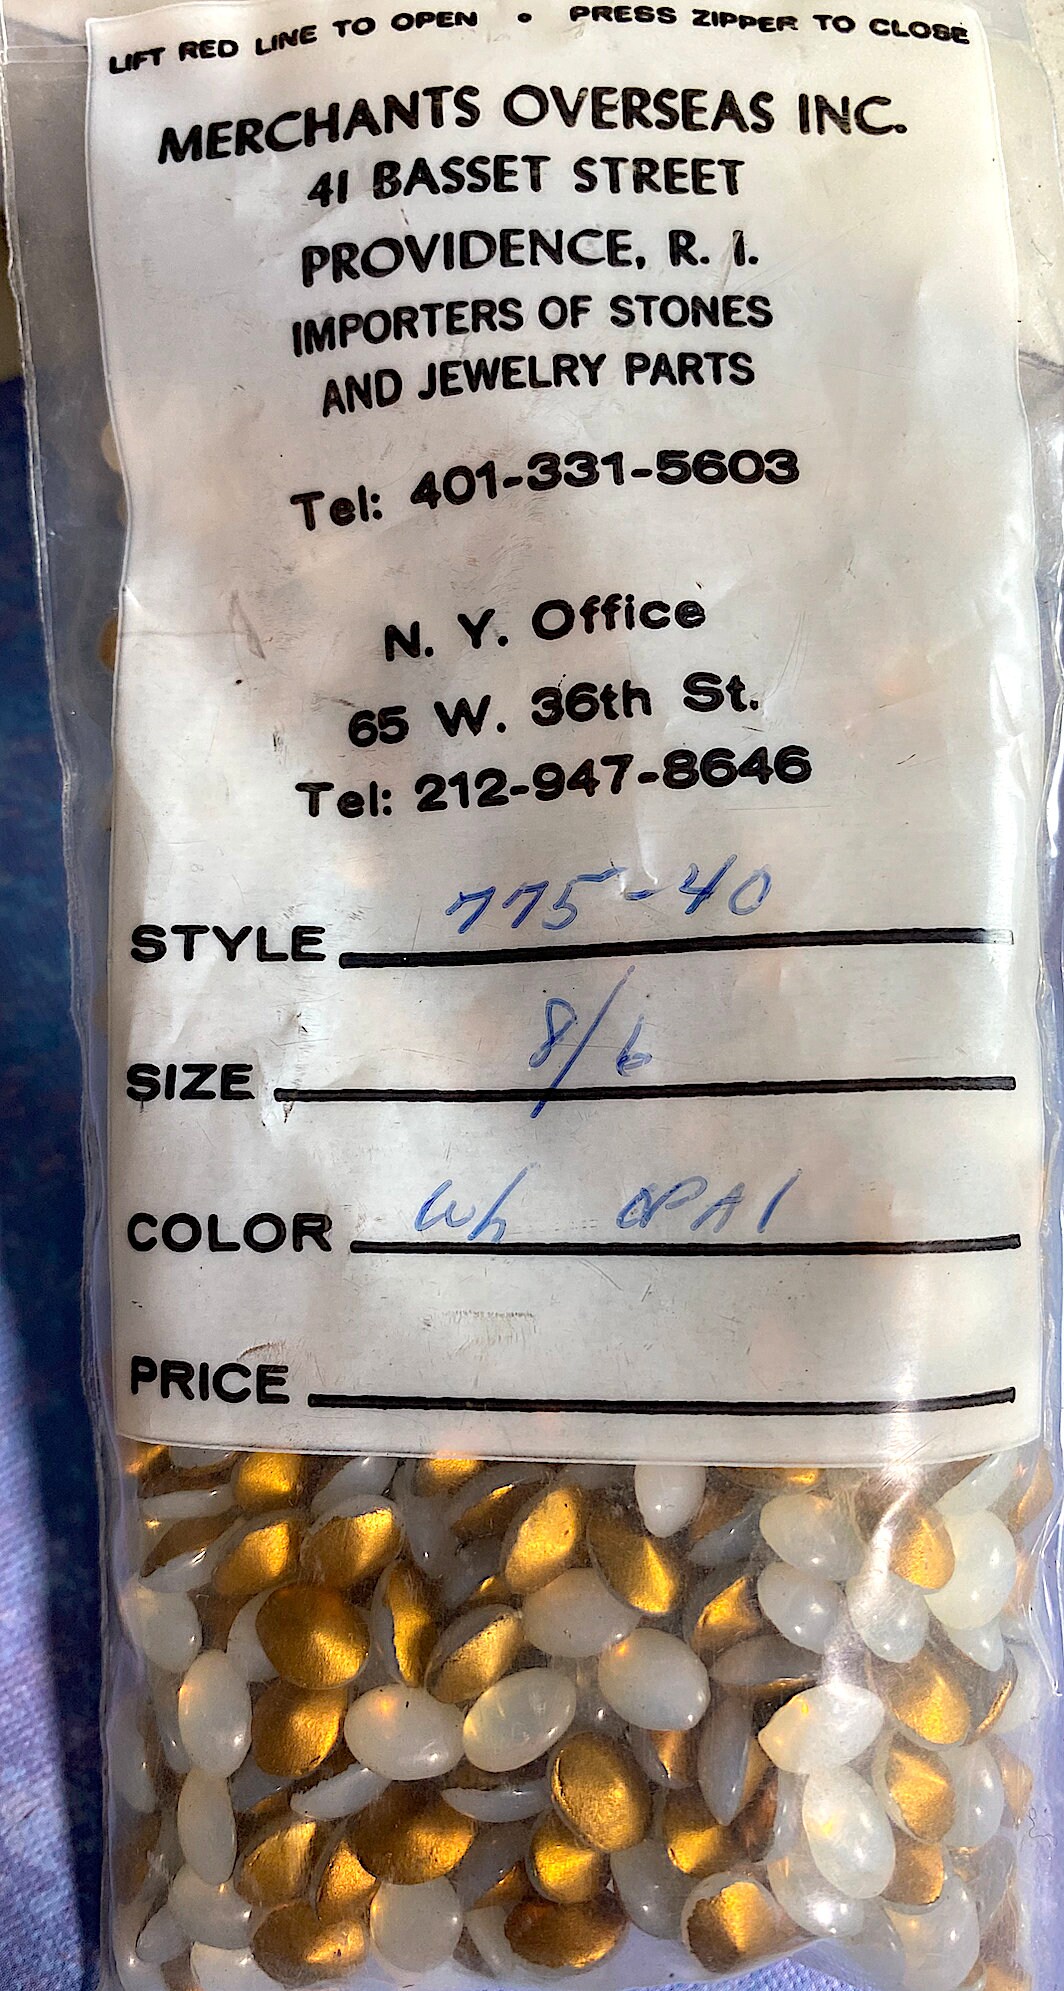 LIFT RED LINE TO OPEN • PRESS ZIPPER TO CLOSE
MERCHANTS OVERSEAS INC.
41 BASSET STREET
PROVIDENCE, R. I.
IMPORTERS OF STONES
AND JEWELRY PARTS
Tel: 401-331-5603
N. Y. Office
65 W. 36th St.
Tel: 212-947-8646
STYLE 775-40
SIZE 8/6
COLOR Wh OPAl
PRICE